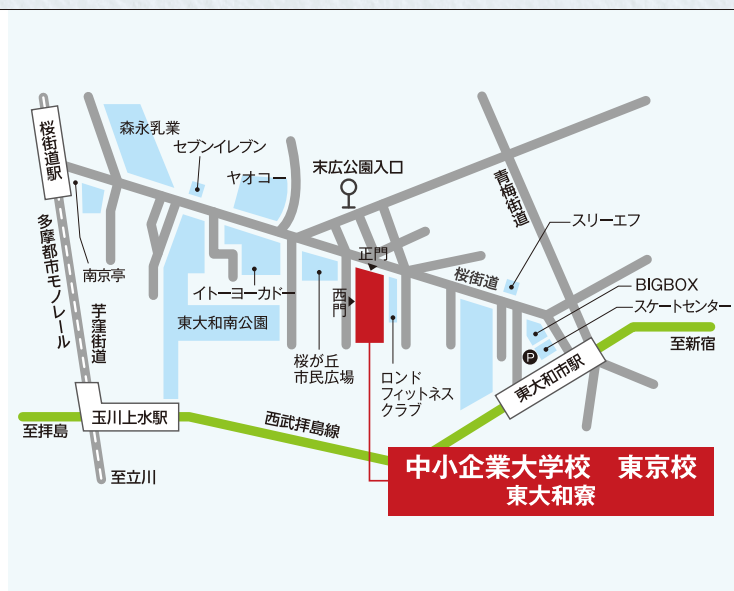 森永乳業
セブンイレブン
ヤオコー
末広公園入口
桜街道駅
青梅街道
スリーエフ
多摩都市モノレール
南京亭
正門
桜街道
BIGBOX
スケートセンター
芋窪街道
イトーヨーカドー
西門
東大和南公園
桜が丘
市民広場
ロンド
フィットネス
クラブ
P
至新宿
東大和市駅
玉川上水駅
至拝島
西武拝島線
至立川
中小企業大学校 東京校
東大和寮